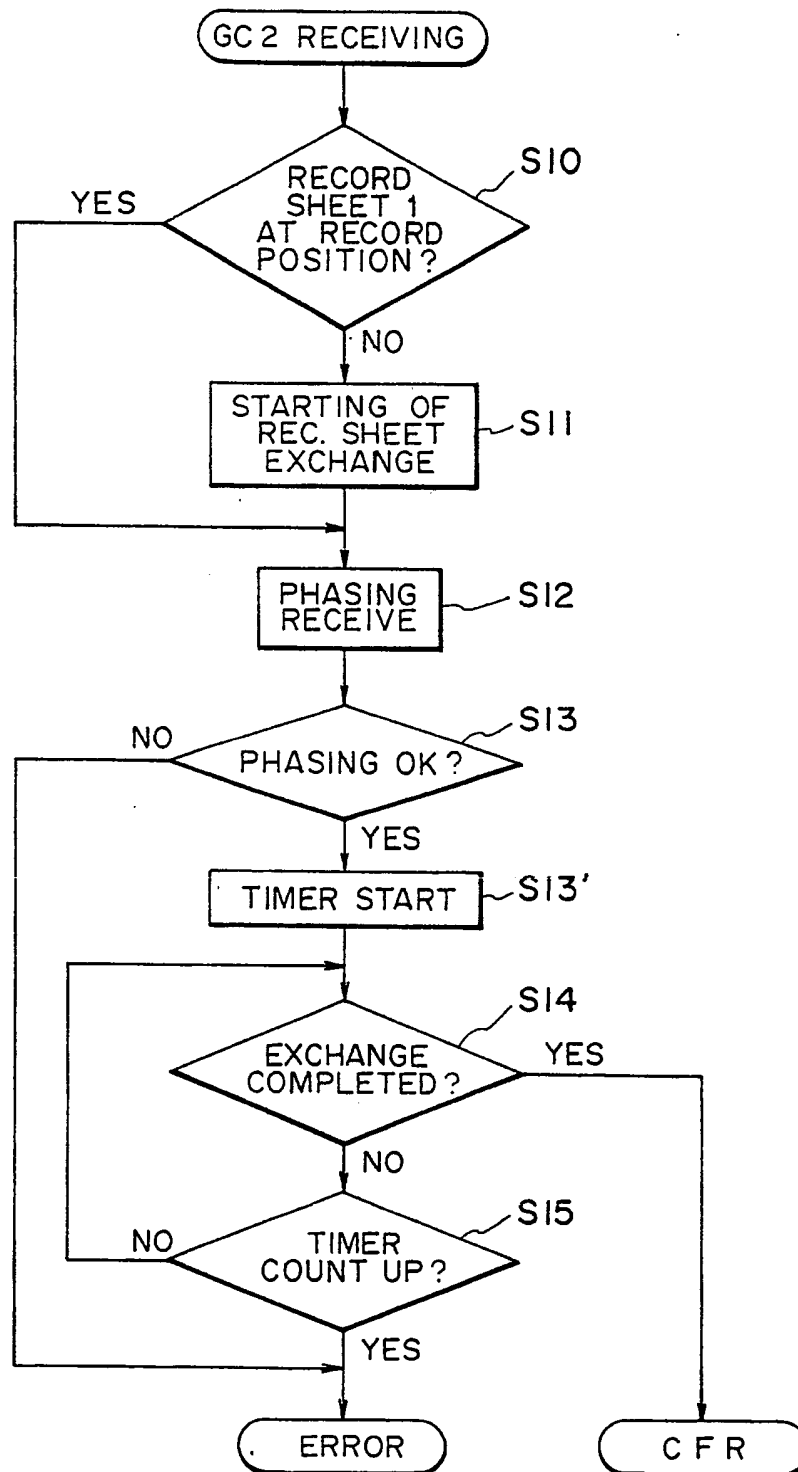 GC2 RECEIVING
RECORD
SHEET 1
AT RECORD
POSITION?
S10
YES
NO
STARTING OF
REC. SHEET
EXCHANGE
S11
PHASING
RECEIVE
S12
PHASING OK?
S13
NO
YES
TIMER START
S13'
EXCHANGE
COMPLETED?
S14
YES
NO
TIMER
COUNT UP?
S15
NO
YES
ERROR
CFR